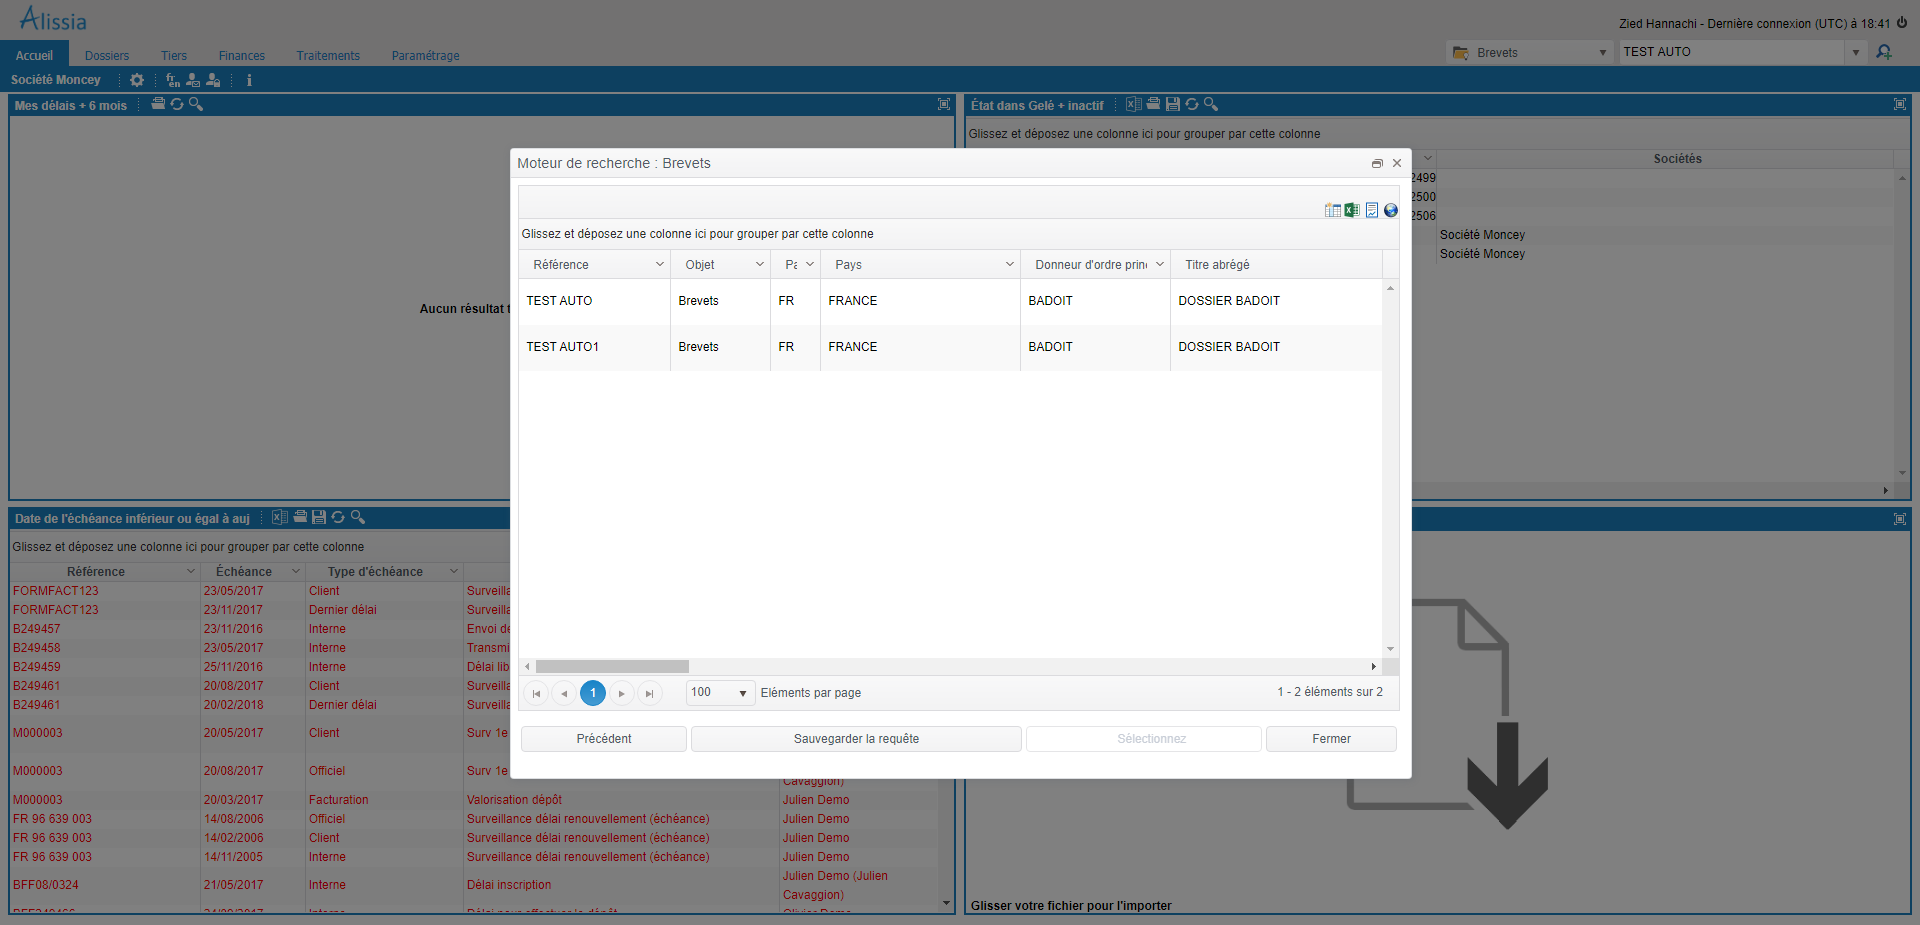 Alissia
Zied Hannachi - Dernière connexion (UTC) à 18:41
Accueil
Dossiers
Tiers
Finances
Traitements
Paramétrage
Brevets
TEST AUTO
Société Moncey
fr
en
Mes délais + 6 mois
État dans Gelé + inactif
Glissez et déposez une colonne ici pour grouper par cette colonne
Sociétés
2499
2500
2506
Société Moncey
Société Moncey
Aucun résultat t
Moteur de recherche : Brevets
Glissez et déposez une colonne ici pour grouper par cette colonne
Référence Objet Pa Pays Donneur d'ordre prin Titre abrégé
TEST AUTO Brevets FR FRANCE BADOIT DOSSIER BADOIT
TEST AUTO1 Brevets FR FRANCE BADOIT DOSSIER BADOIT
1
100
Eléments par page
1 - 2 éléments sur 2
Précédent
Sauvegarder la requête
Sélectionnez
Fermer
Date de l'échéance inférieur ou égal à auj
Glissez et déposez une colonne ici pour grouper par cette colonne
Référence Échéance Type d'échéance
FORMFACT123 23/05/2017 Client Surveilla
FORMFACT123 23/11/2017 Dernier délai Surveilla
B249457 23/11/2016 Interne Envoi de
B249458 23/05/2017 Interne Transmi
B249459 25/11/2016 Interne Délai lib
B249461 20/08/2017 Client Surveilla
B249461 20/02/2018 Dernier délai Surveilla
M000003 20/05/2017 Client Surv 1e
M000003 20/08/2017 Officiel Surv 1e
Cavaggion)
M000003 20/03/2017 Facturation Valorisation dépôt Julien Demo
FR 96 639 003 14/08/2006 Officiel Surveillance délai renouvellement (échéance) Julien Demo
FR 96 639 003 14/02/2006 Client Surveillance délai renouvellement (échéance) Julien Demo
FR 96 639 003 14/11/2005 Interne Surveillance délai renouvellement (échéance) Julien Demo
BFF08/0324 21/05/2017 Interne Délai inscription Julien Demo (Julien
Cavaggion)
Glisser votre fichier pour l'importer